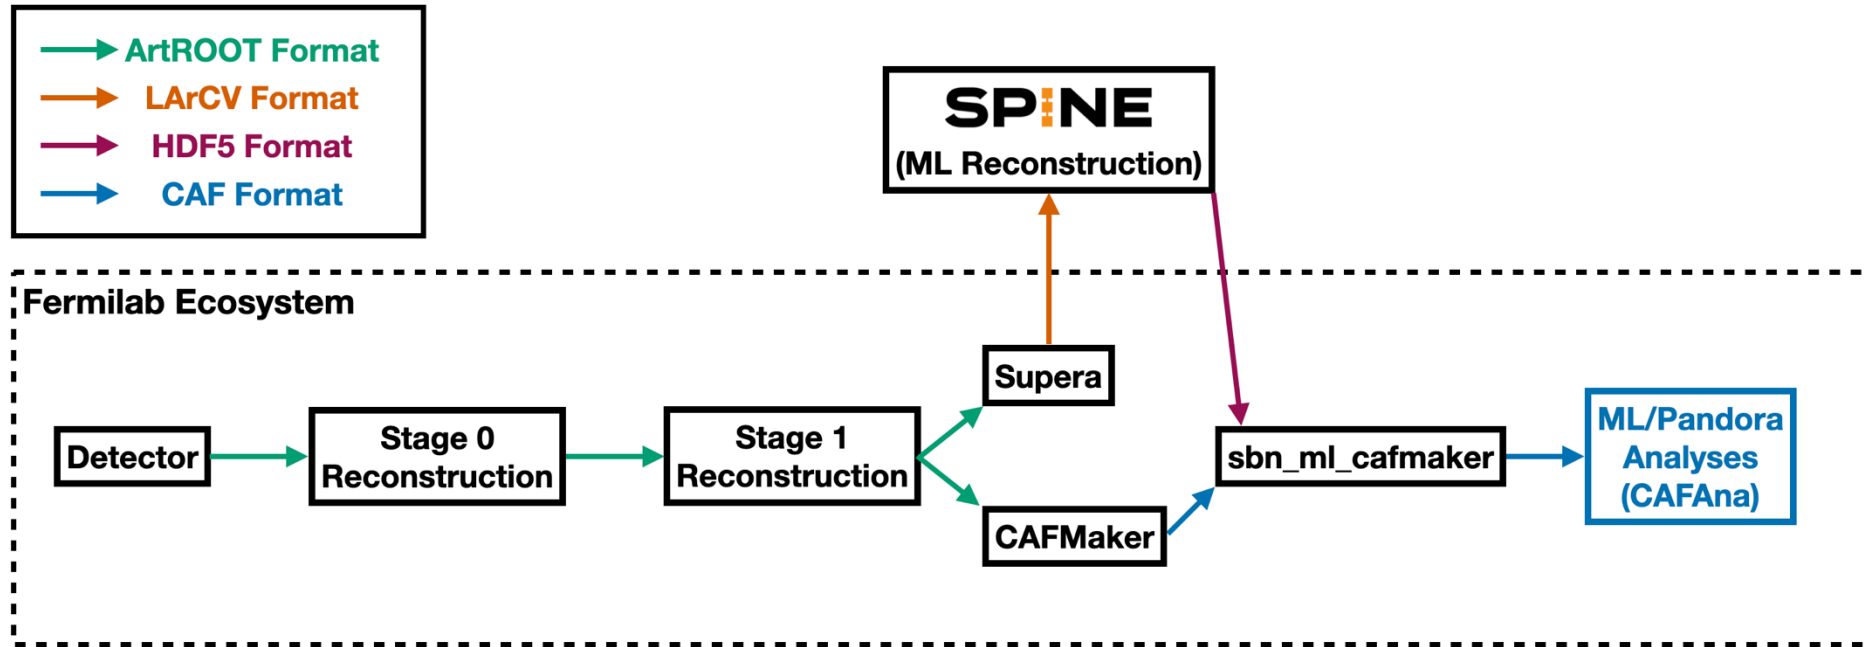 ArtROOT Format
LArCV Format
HDF5 Format
CAF Format
SPINE
(ML Reconstruction)
Fermilab Ecosystem
Detector
Stage 0
Reconstruction
Stage 1
Reconstruction
Supera
CAFMaker
sbn_ml_cafmaker
ML/Pandora
Analyses
(CAFAna)